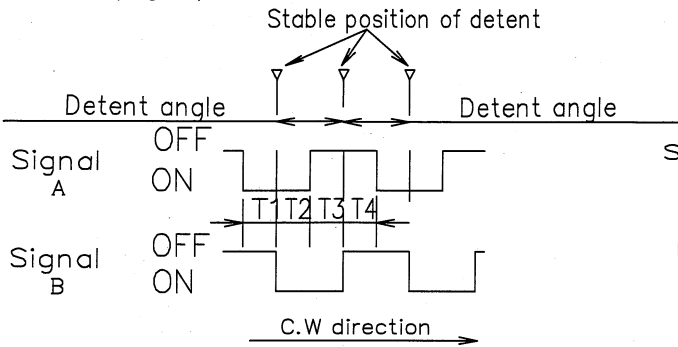 Stable position of detent
Detent angle Detent angle
OFF
Signal A
ON
T1 T2 T3 T4
OFF
Signal B
ON
C.W direction
S